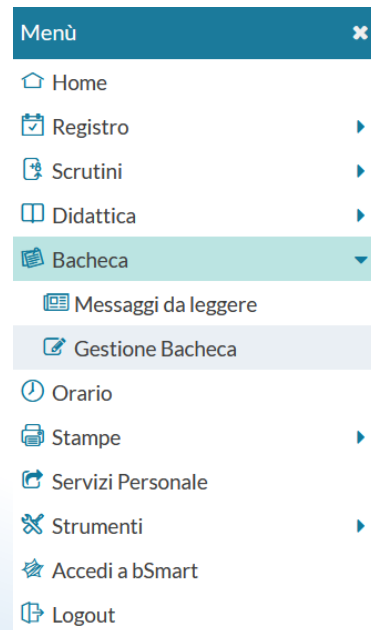 Menù
Home
Registro
Scrutini
Didattica
Bacheca
Messaggi da leggere
Gestione Bacheca
Orario
Stampe
Servizi Personale
Strumenti
Accedi a bSmart
Logout